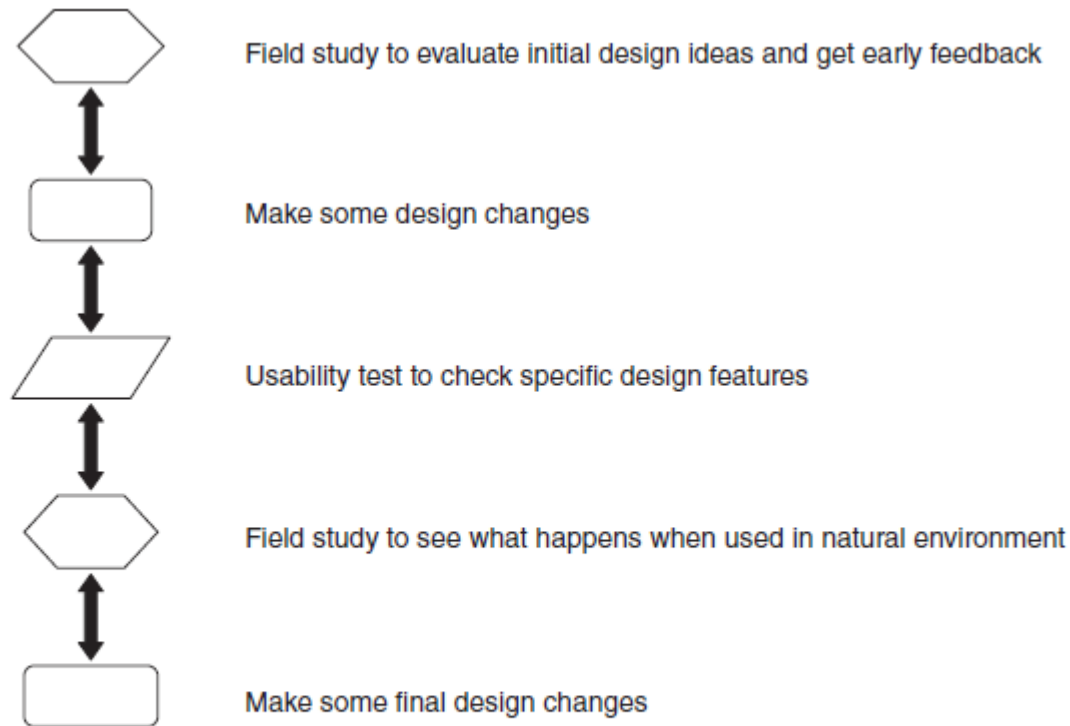 Field study to evaluate initial design ideas and get early feedback
Make some design changes
Usability test to check specific design features
Field study to see what happens when used in natural environment
Make some final design changes